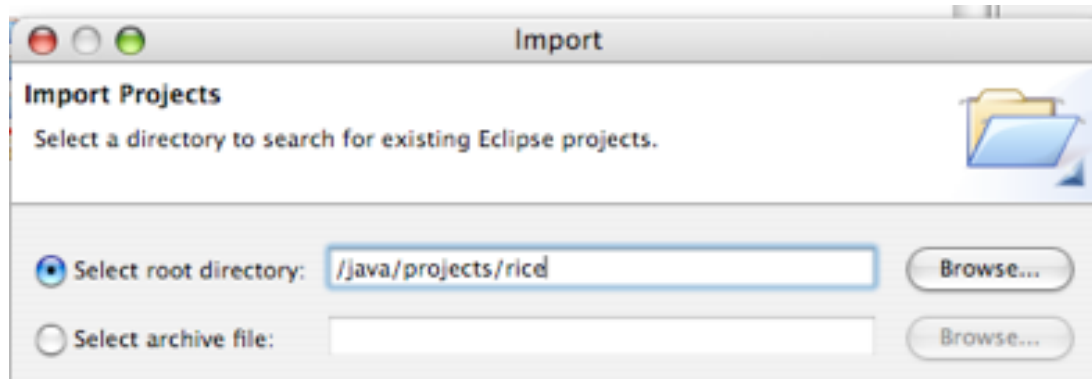 Import
Import Projects
Select a directory to search for existing Eclipse projects.
Select root directory: /java/projects/rice Browse...
Select archive file: Browse...